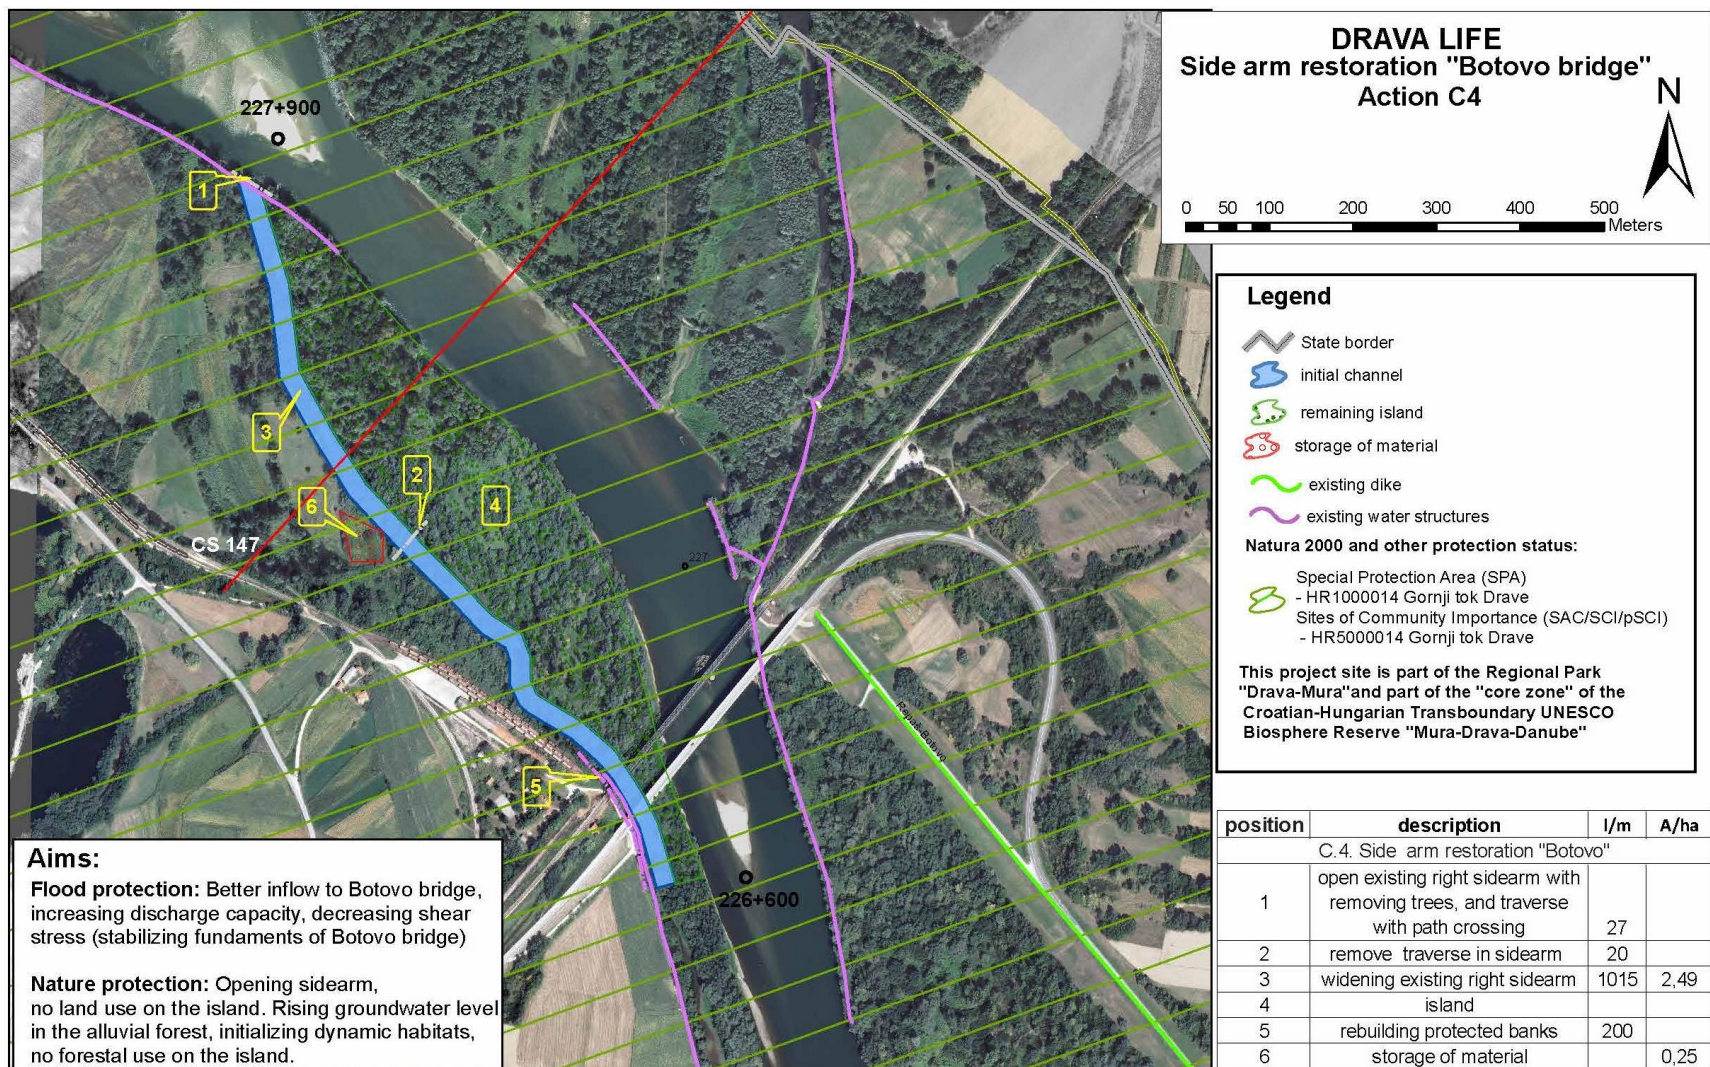 DRAVA LIFE
Side arm restoration "Botovo bridge"
Action C4
N
0 50 100 200 300 400 500
Meters
227+900
1
3
2
4
6
CS 147
227
5
226+600
Legend
State border
initial channel
remaining island
storage of material
existing dike
existing water structures
Natura 2000 and other protection status:
Special Protection Area (SPA)
- HR1000014 Gornji tok Drave
Sites of Community Importance (SAC/SCI/pSCI)
- HR5000014 Gornji tok Drave
This project site is part of the Regional Park
"Drava-Mura"and part of the "core zone" of the
Croatian-Hungarian Transboundary UNESCO
Biosphere Reserve "Mura-Drava-Danube"
Aims:
Flood protection: Better inflow to Botovo bridge,
increasing discharge capacity, decreasing shear
stress (stabilizing fundaments of Botovo bridge)
Nature protection: Opening sidearm,
no land use on the island. Rising groundwater level
in the alluvial forest, initializing dynamic habitats,
no forestal use on the island.
position description l/m A/ha
C.4. Side arm restoration "Botovo"
1 open existing right sidearm with
removing trees, and traverse
with path crossing 27
2 remove traverse in sidearm 20
3 widening existing right sidearm 1015 2,49
4 island
5 rebuilding protected banks 200
6 storage of material 0,25